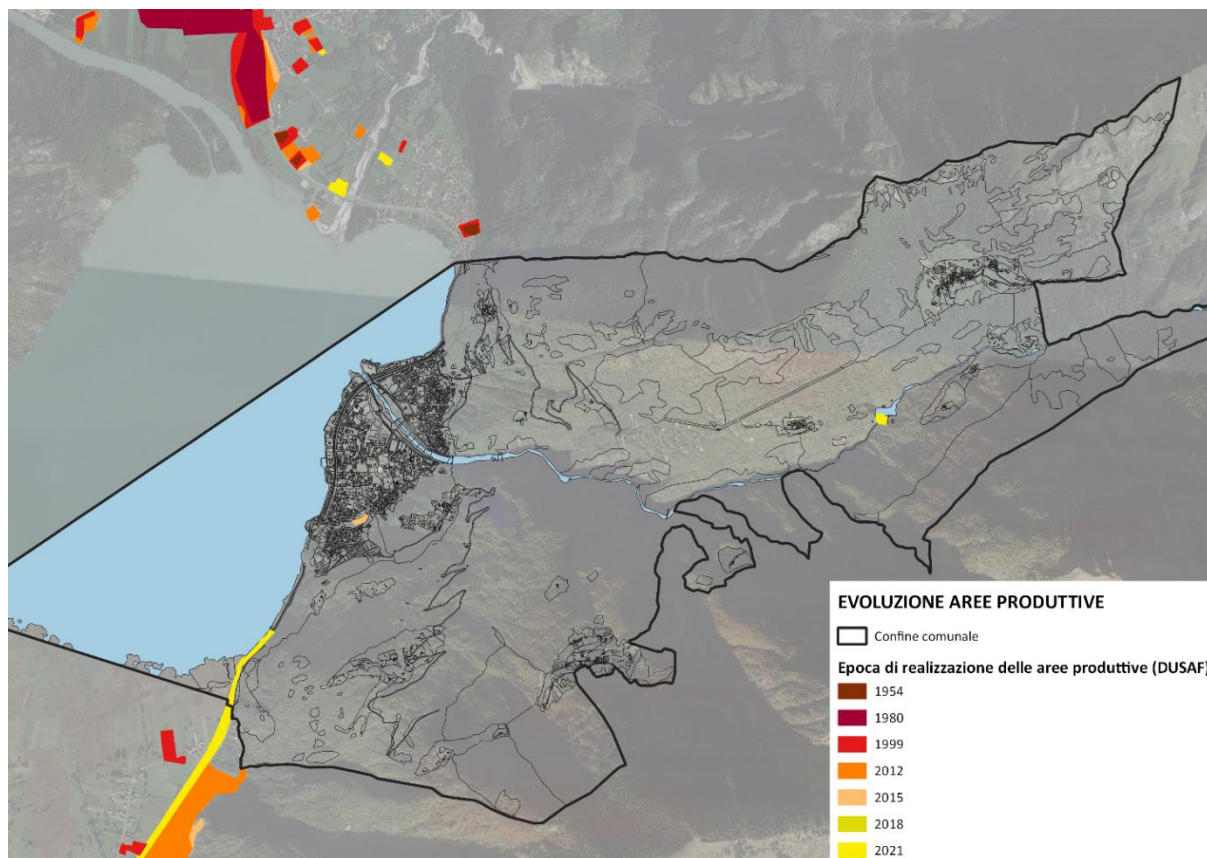 EVOLUZIONE AREE PRODUTTIVE
Confine comunale
Epoca di realizzazione delle aree produttive (DUSAF)
1954
1980
1999
2012
2015
2018
2021